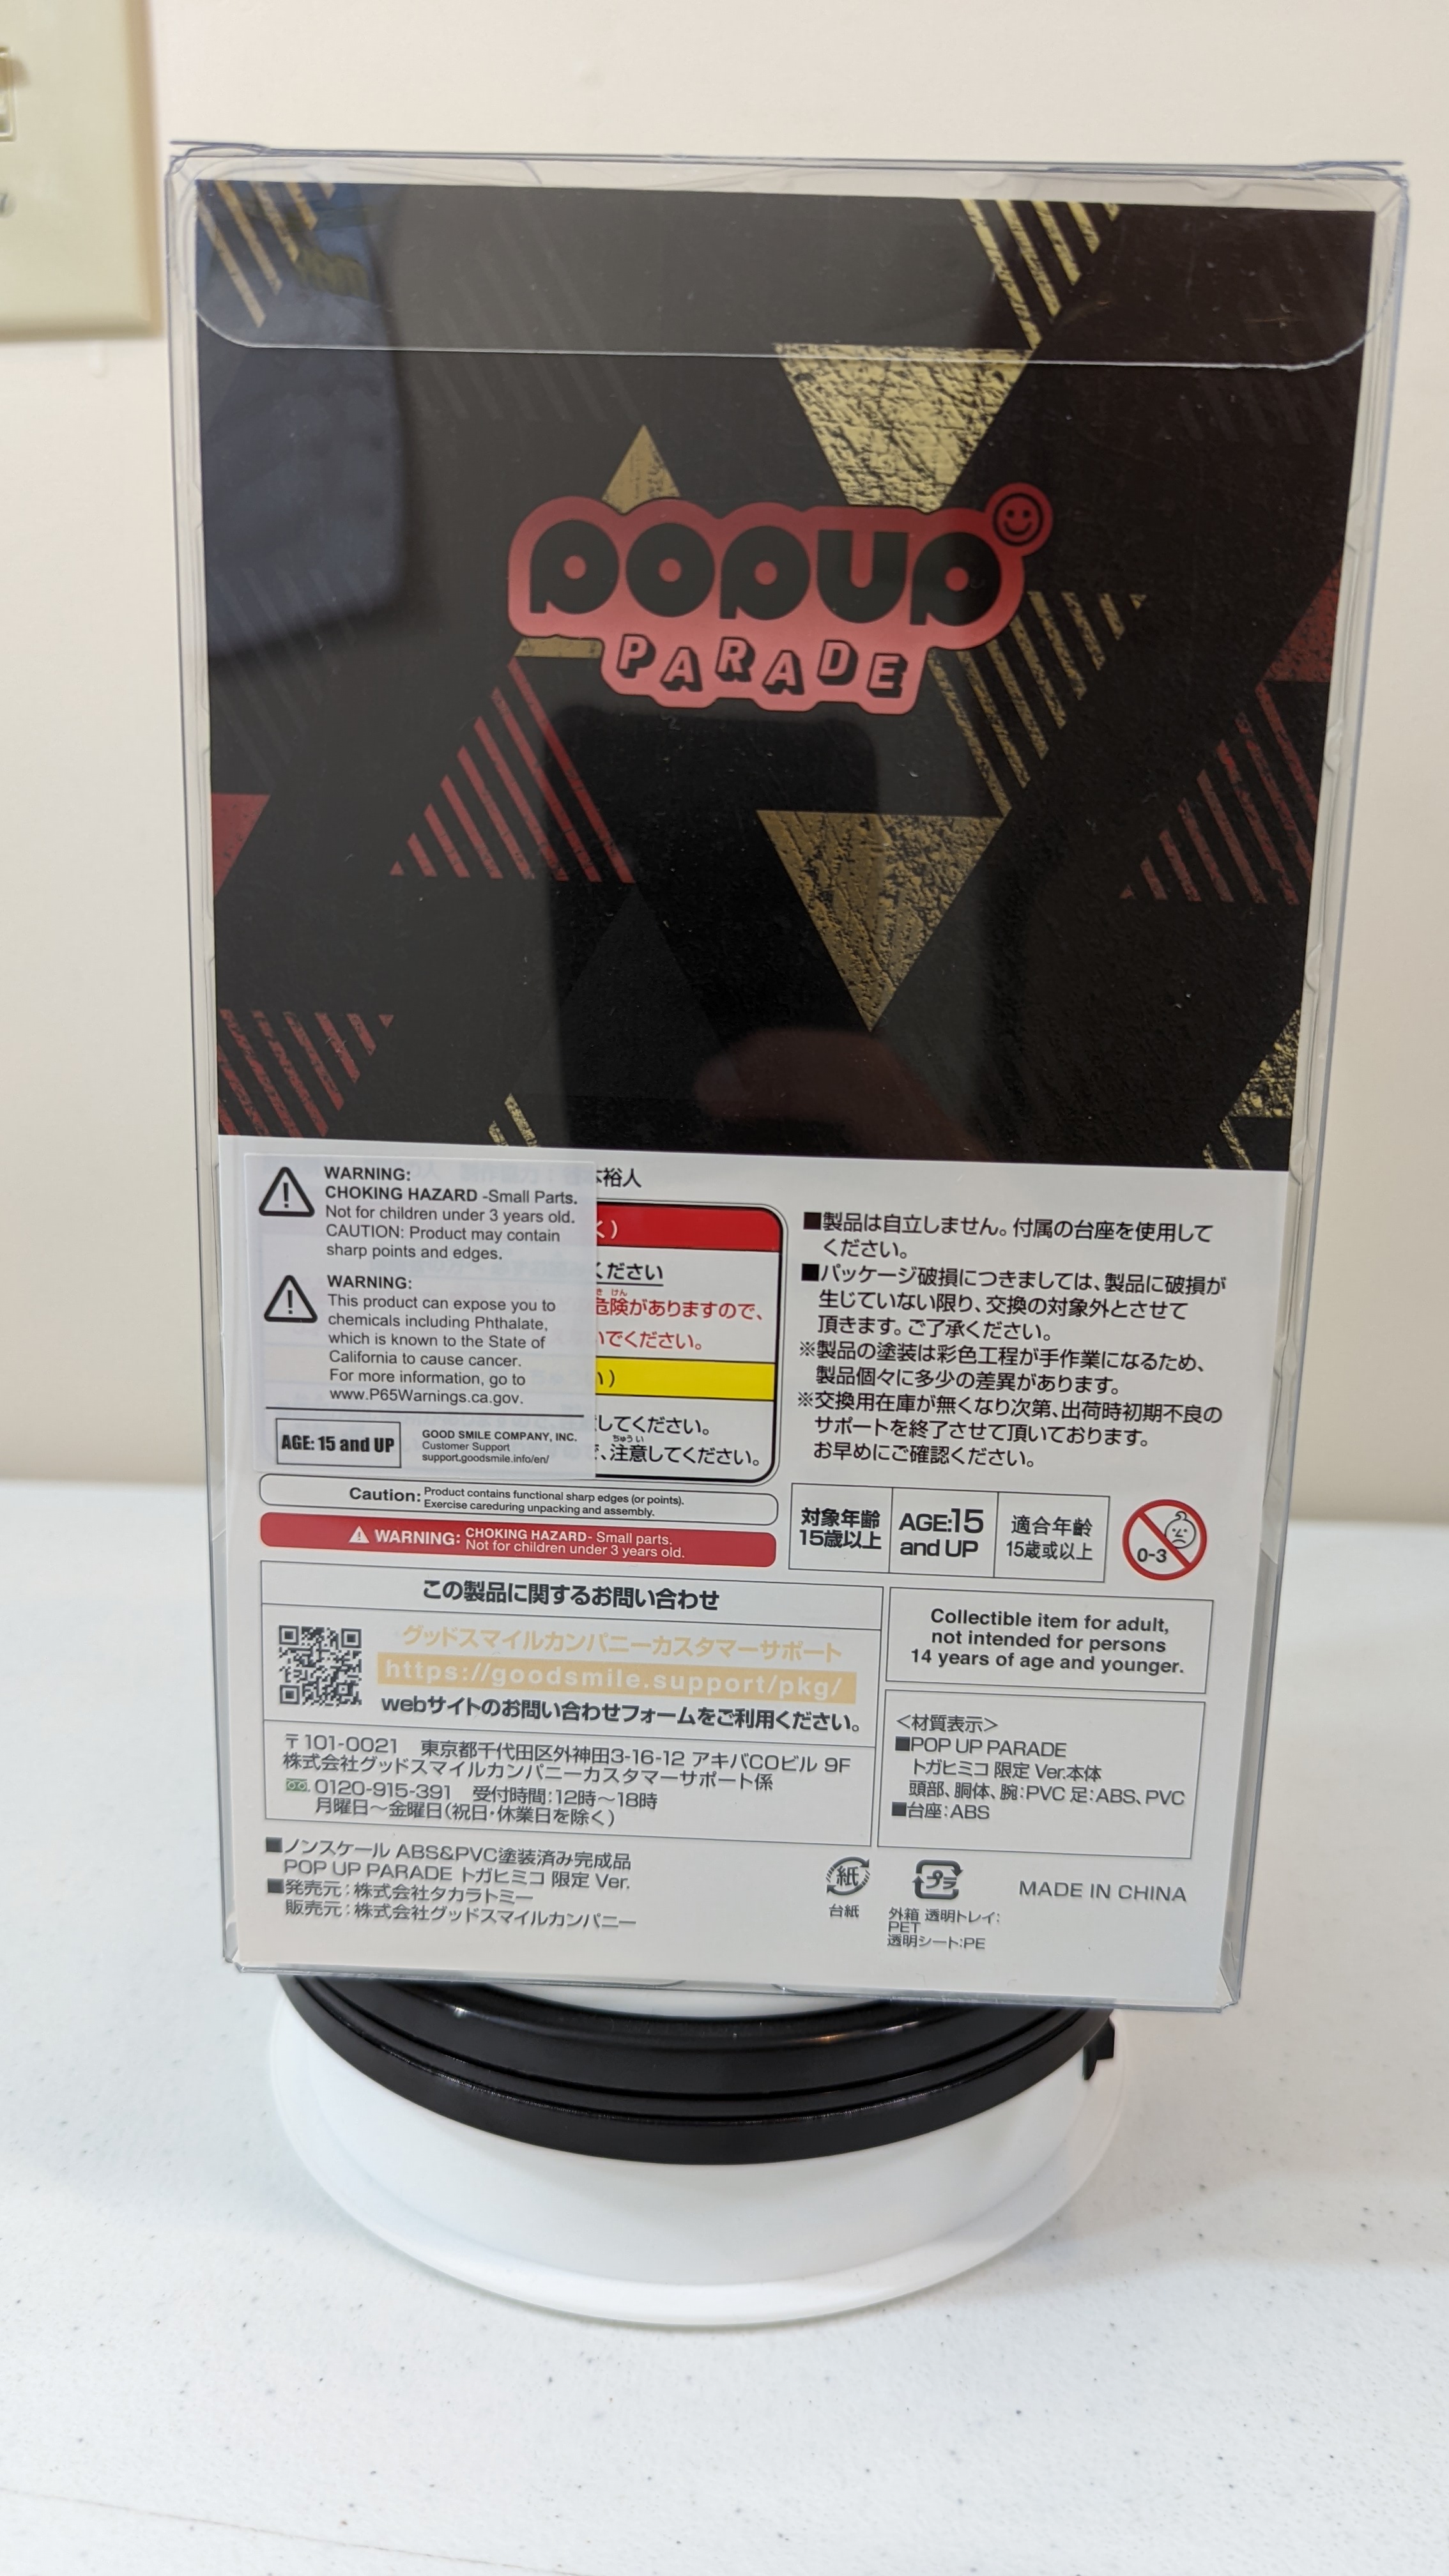 POPUP
PARADE
本裕人
WARNING:
CHOKING HAZARD -Small Parts.
Not for children under 3 years old.
CAUTION: Product may contain
sharp points and edges.
WARNING:
This product can expose you to
chemicals including Phthalate,
which is known to the State of
California to cause cancer.
For more information, go to
www.P65Warnings.ca.gov.
AGE: 15 and UP
GOOD SMILE COMPANY, INC.
Customer Support
support.goodsmile.info/en/
く）
ください
き けん
危険がありますので、
いでください。
い）
してください。
ちゅう い
、注意してください。
■製品は自立しません。付属の台座を使用して
ください。
■パッケージ破損につきましては、製品に破損が
生じていない限り、交換の対象外とさせて
頂きます。ご了承ください。
※製品の塗装は彩色工程が手作業になるため、
製品個々に多少の差異があります。
※交換用在庫が無くなり次第、出荷時初期不良の
サポートを終了させて頂いております。
お早めにご確認ください。
Caution: Product contains functional sharp edges (or points).
Exercise careduring unpacking and assembly.
WARNING: CHOKING HAZARD- Small parts.
Not for children under 3 years old.
対象年齢
15歳以上
AGE:15
and UP
適合年齢
15歳或以上
0-3
この製品に関するお問い合わせ
グッドスマイルカンパニーカスタマーサポート
https://goodsmile.support/pkg/
webサイトのお問い合わせフォームをご利用ください。
〒101-0021 東京都千代田区外神田3-16-12 アキバCOビル 9F
株式会社グッドスマイルカンパニーカスタマーサポート係
0120-915-391 受付時間:12時～18時
月曜日～金曜日(祝日・休業日を除く)
Collectible item for adult,
not intended for persons
14 years of age and younger.
＜材質表示＞
■POP UP PARADE
トガヒミコ 限定 Ver.本体
頭部、胴体、腕:PVC 足:ABS、PVC
■台座:ABS
■ノンスケール ABS&PVC塗装済み完成品
POP UP PARADE トガヒミコ 限定 Ver.
■発売元:株式会社タカラトミー
販売元:株式会社グッドスマイルカンパニー
紙
台紙
プラ
外箱 透明トレイ:
PET
透明シート:PE
MADE IN CHINA